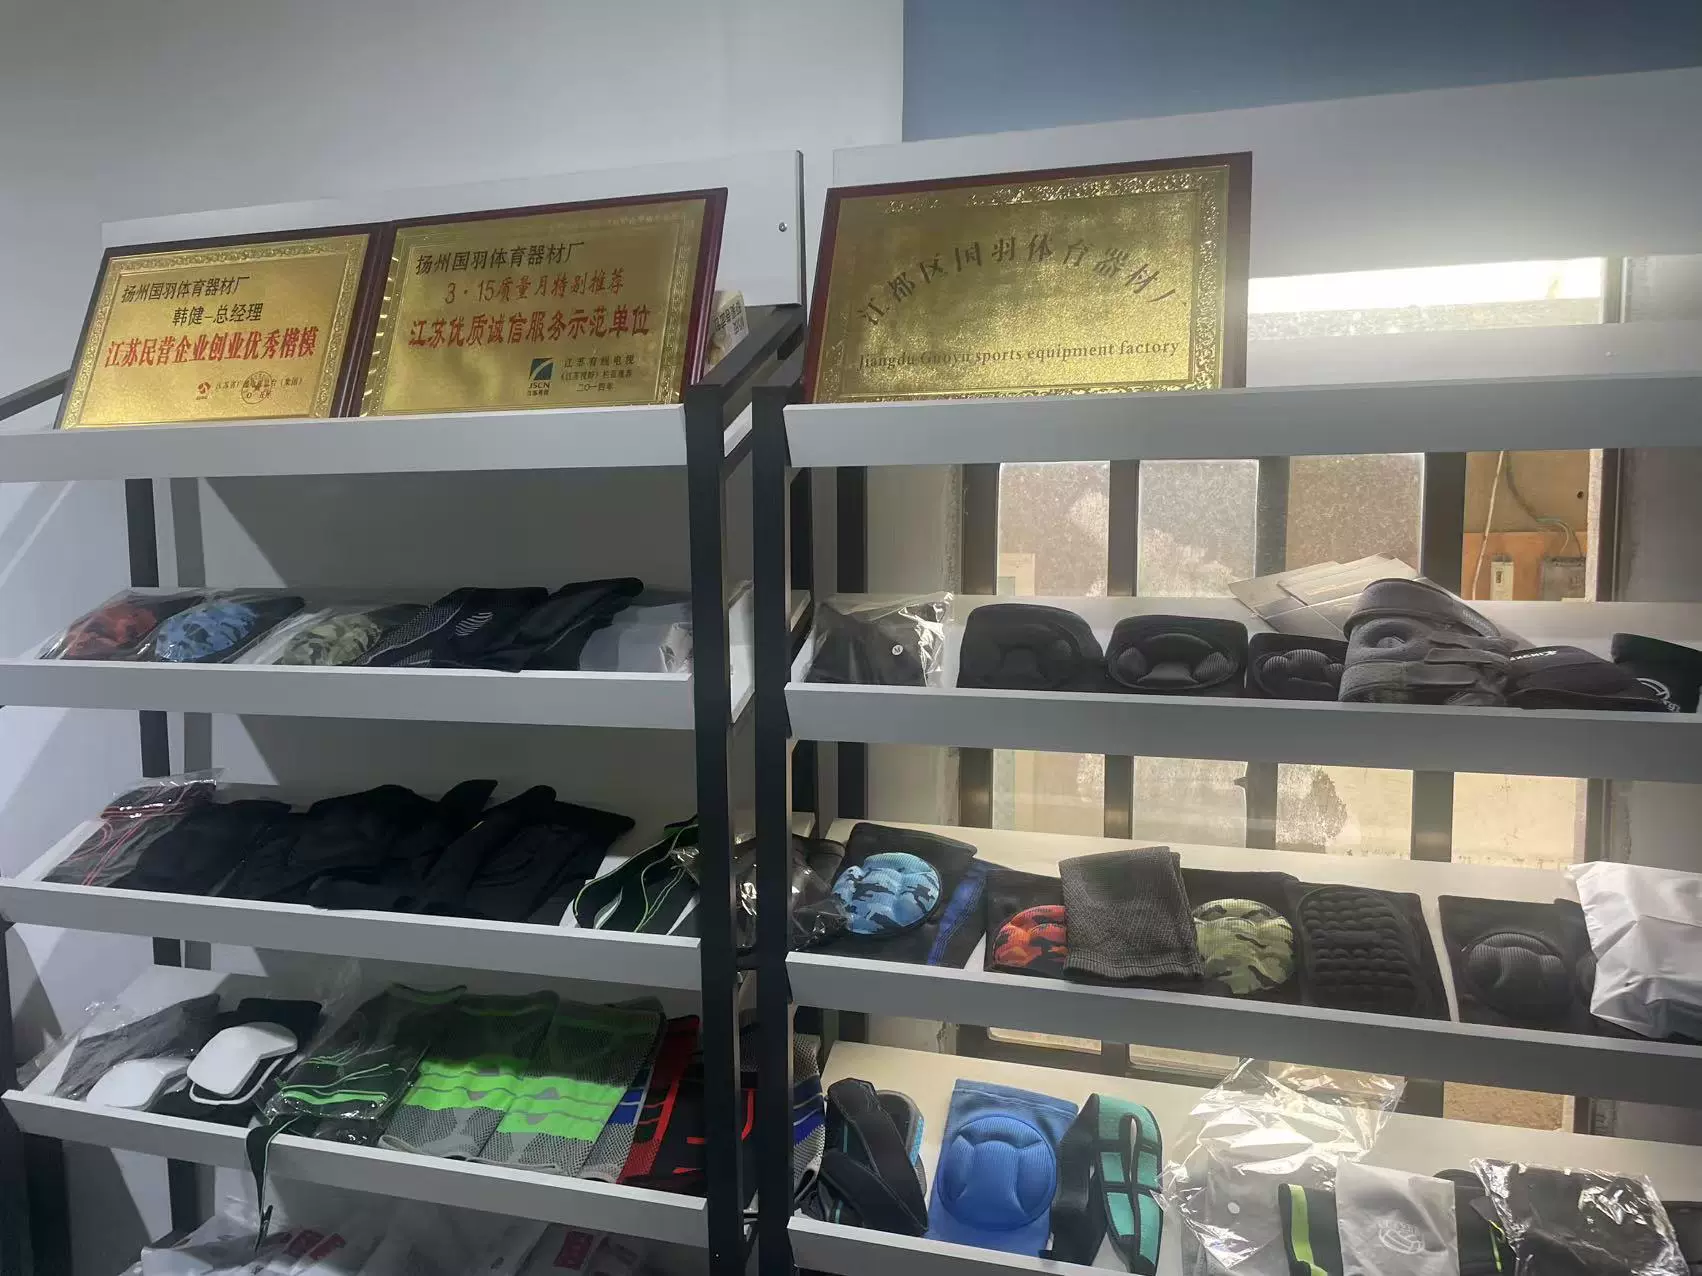 扬州国羽体育器材厂
韩健-总经理
江苏民营企业创业优秀楷模
扬州国羽体育器材厂
3·15质量月特别推荐
江苏优质诚信服务示范单位
JSCN
江苏有线电视
二〇一四年
江都区国羽体育器材厂
Jiangdu Guoyu sports equipment factory
M